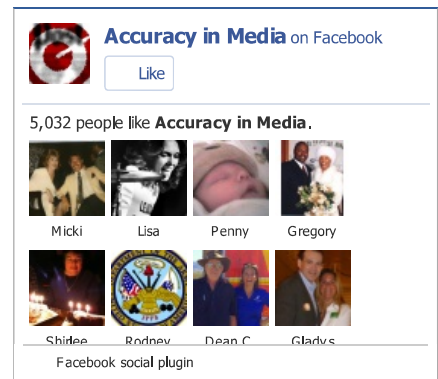 Accuracy in Media on Facebook
Like
5,032 people like Accuracy in Media.
Micki Lisa Penny Gregory
Shirlee Rodney Dean C Gladys
Facebook social plugin